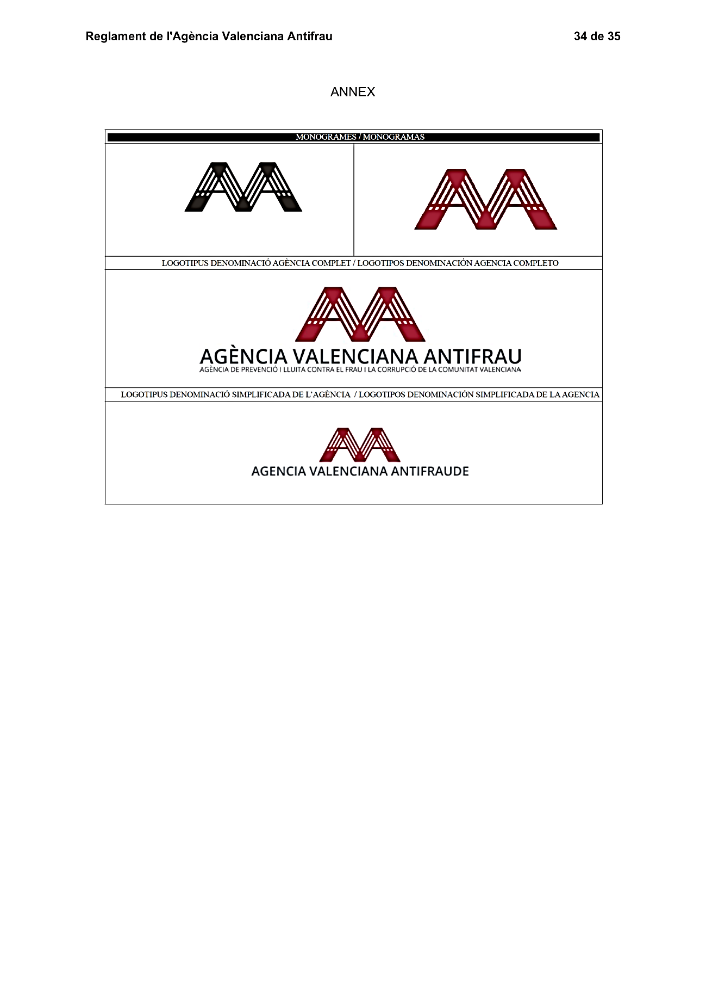 Reglament de l'Agència Valenciana Antifrau 34 de 35
ANNEX
MONOGRAMES / MONOGRAMAS
LOGOTIPUS DENOMINACIÓ AGÈNCIA COMPLET / LOGOTIPOS DENOMINACIÓN AGENCIA COMPLETO
AGÈNCIA VALENCIANA ANTIFRAU
AGÈNCIA DE PREVENCIÓ I LLUITA CONTRA EL FRAU I LA CORRUPCIÓ DE LA COMUNITAT VALENCIANA
LOGOTIPUS DENOMINACIÓ SIMPLIFICADA DE L’AGÈNCIA / LOGOTIPOS DENOMINACIÓN SIMPLIFICADA DE LA AGENCIA
AGENCIA VALENCIANA ANTIFRAUDE